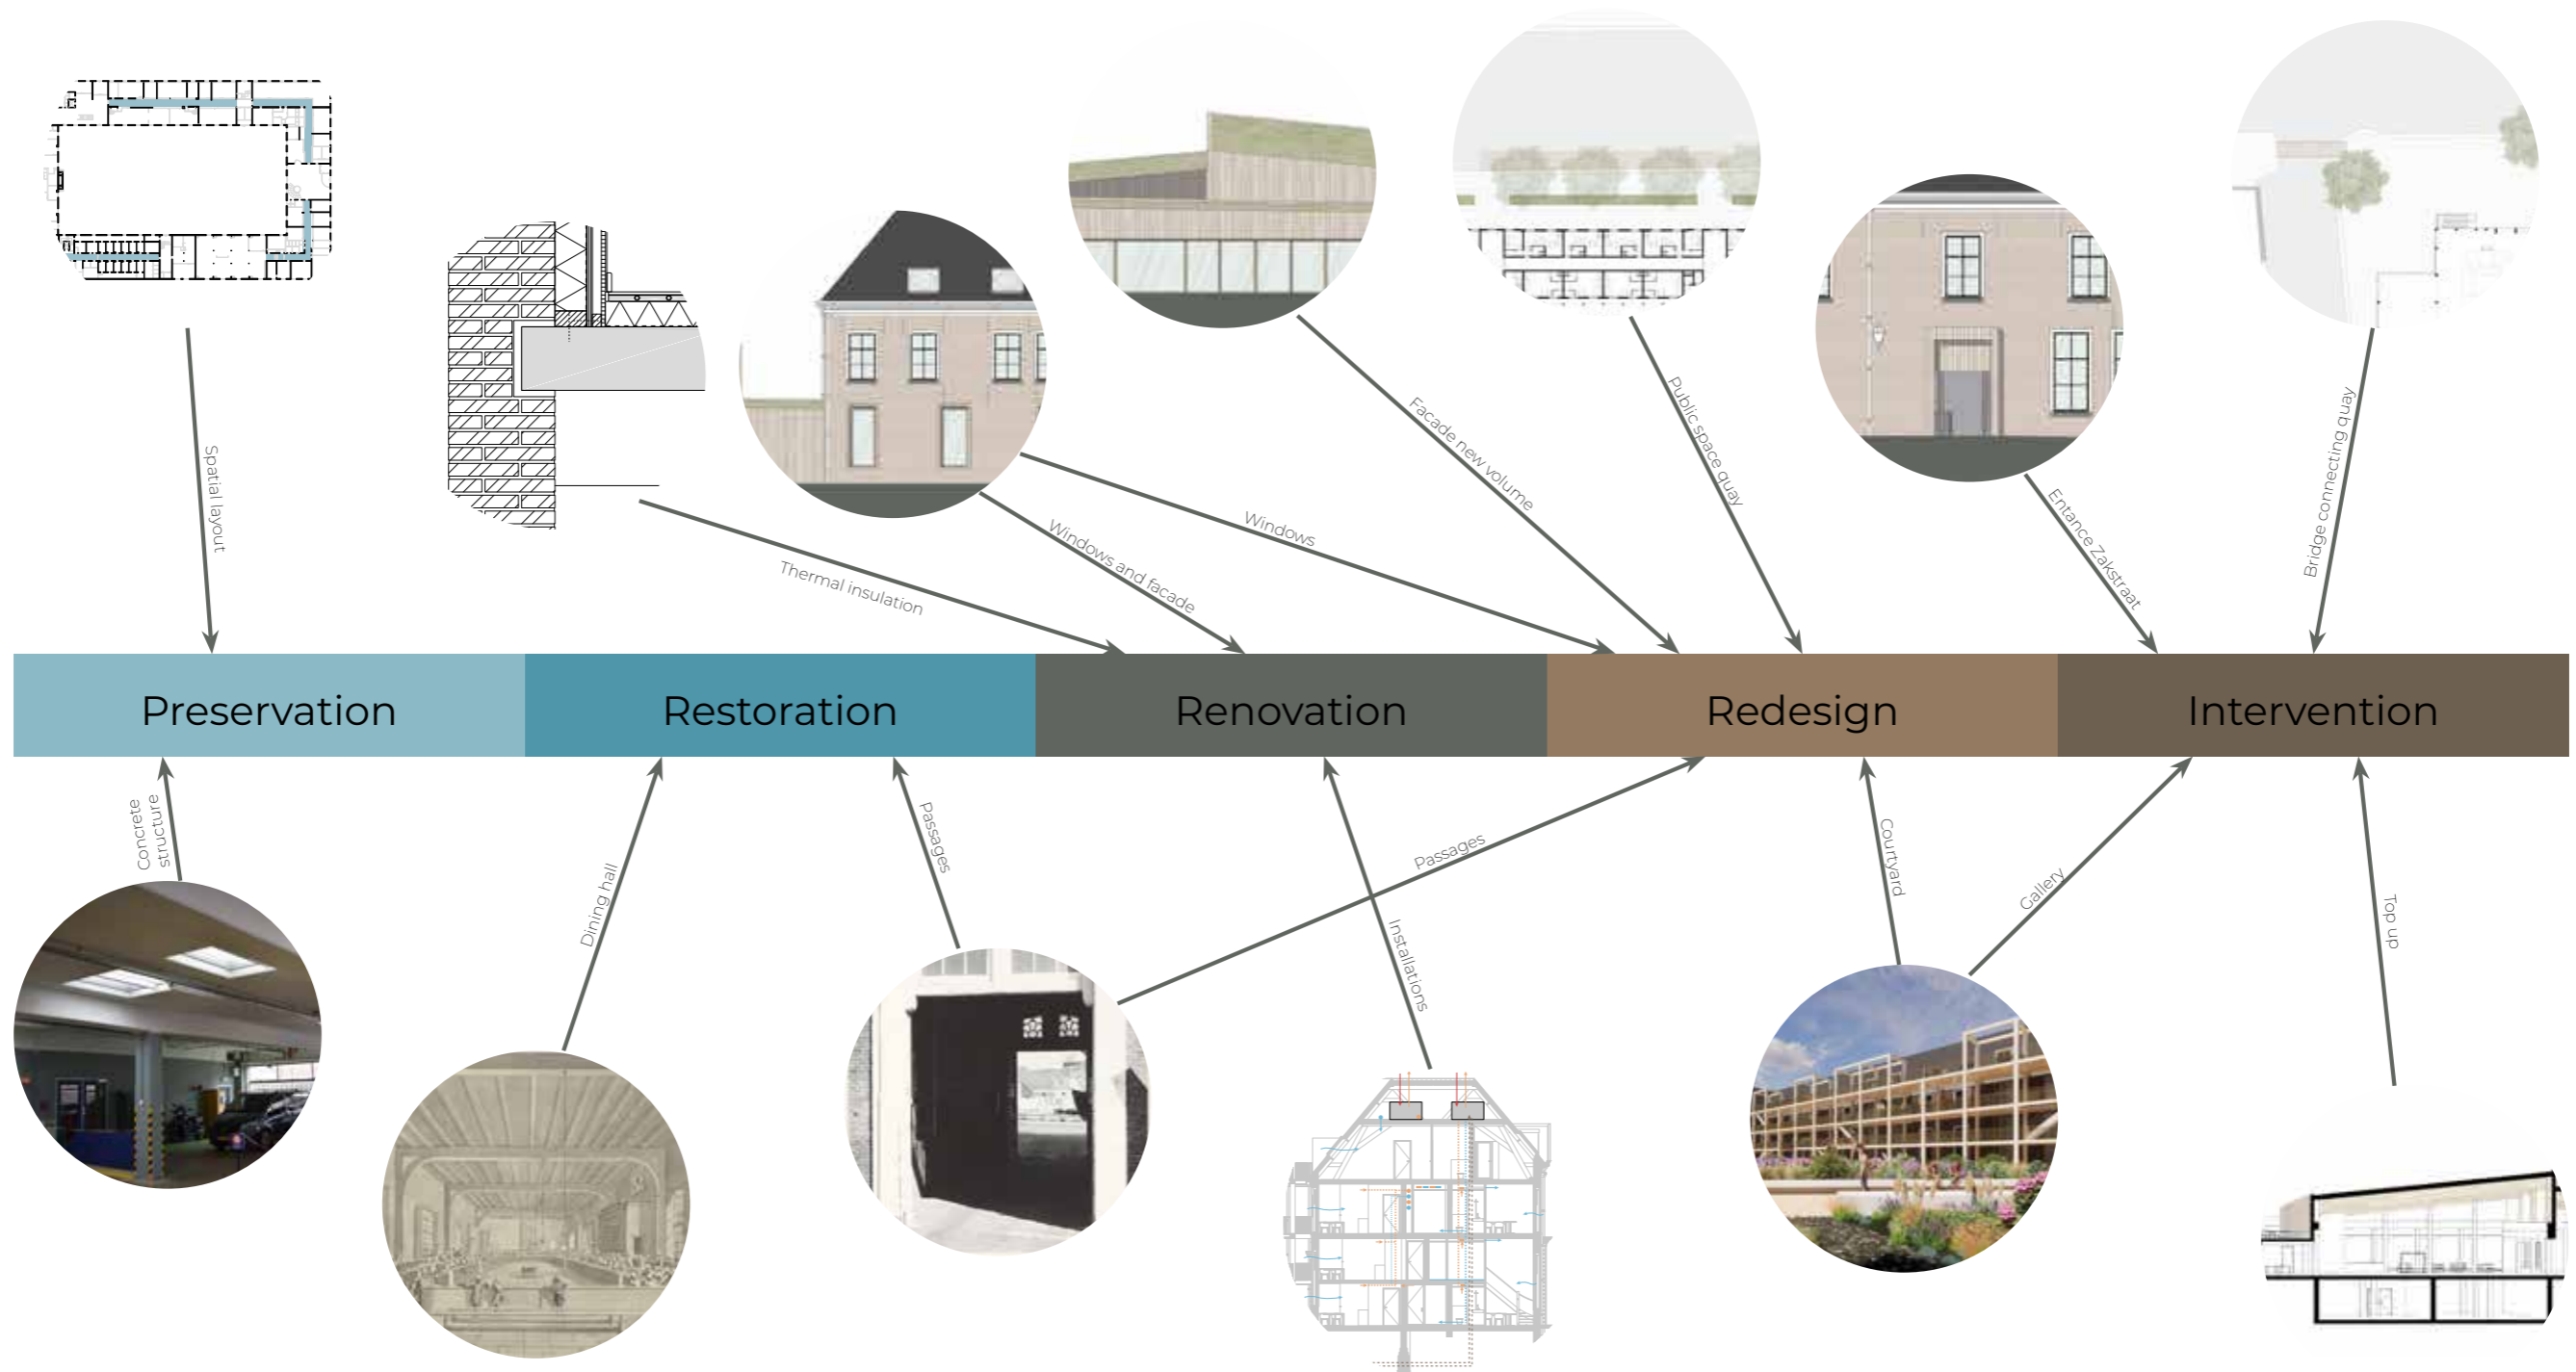 Spatial layout
Thermal insulation
Windows and facade
Windows
Facade new volume
Public space quay
Entance Zakstraat
Bridge connecting quay
Preservation
Restoration
Renovation
Redesign
Intervention
Concrete
structure
Dining hall
Passages
Passages
Installations
Courtyard
Gallery
Top up